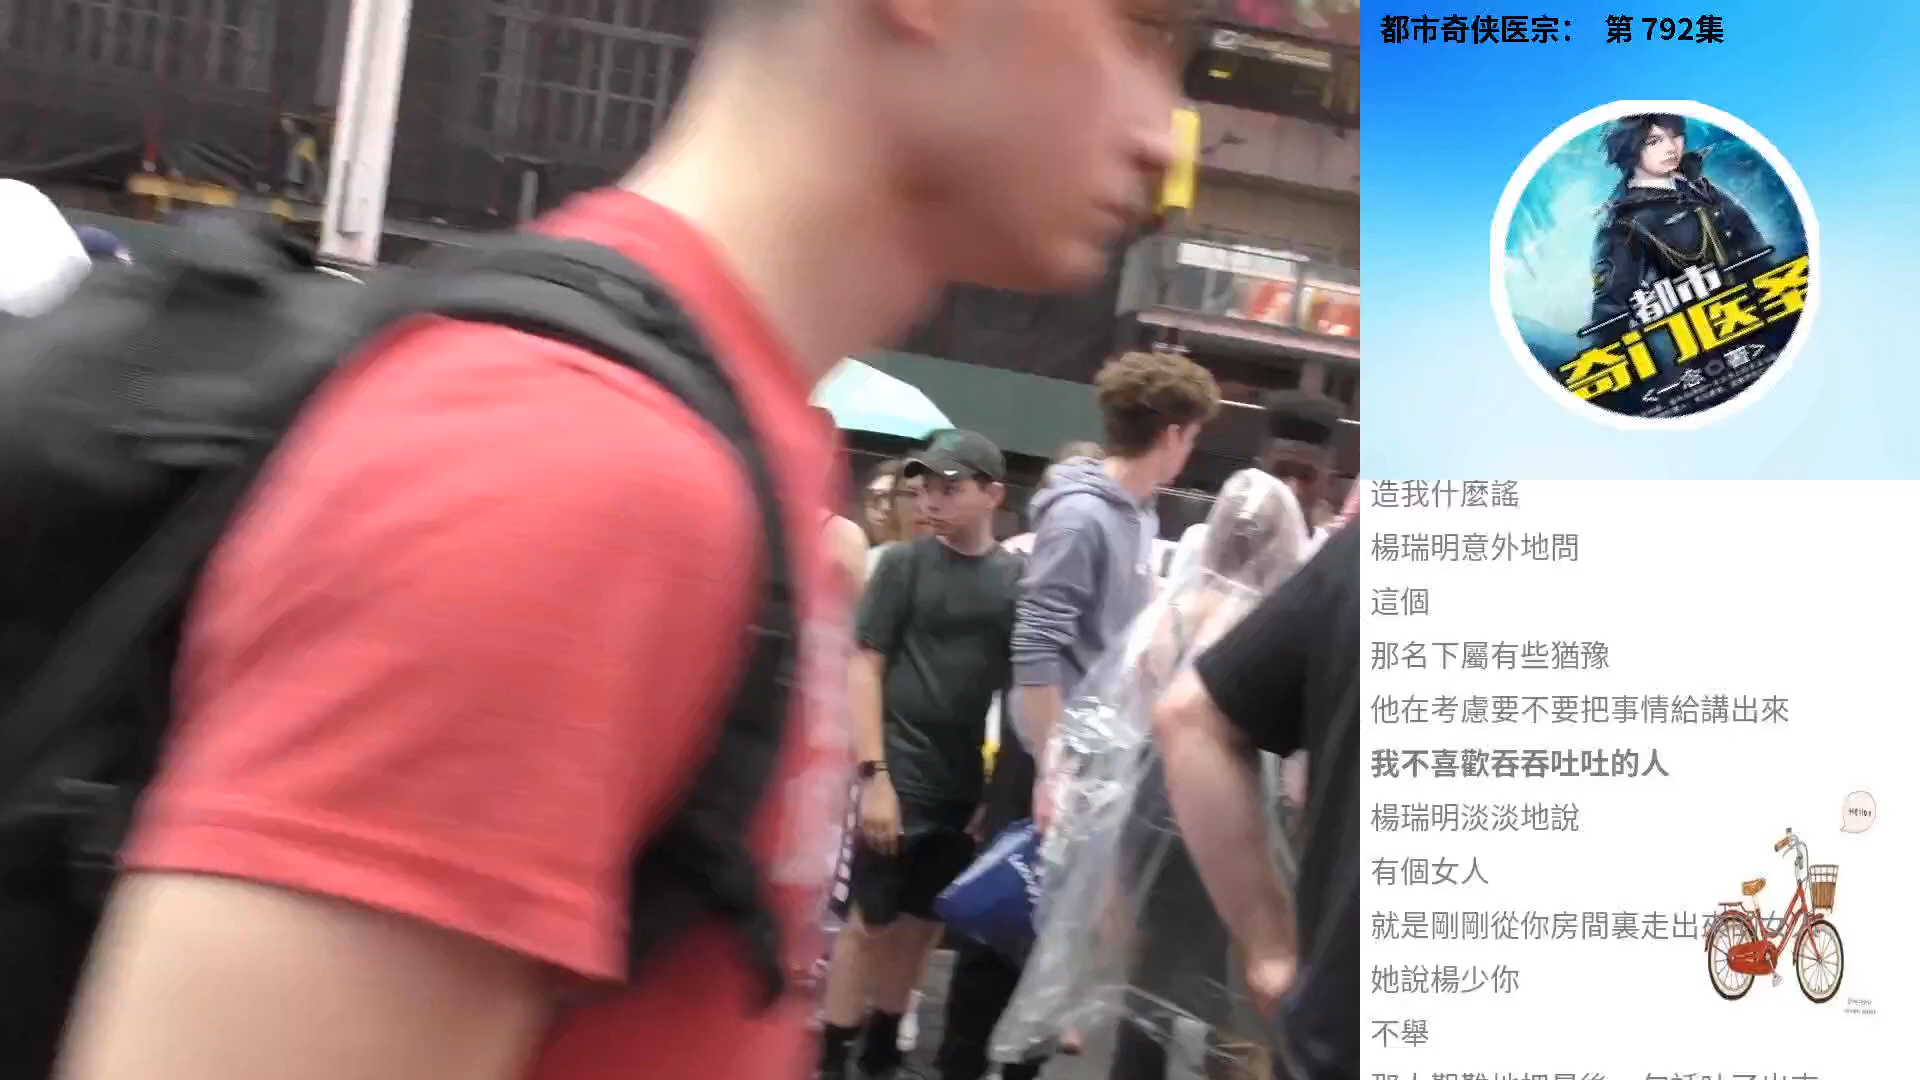 都市奇侠医宗： 第 792集
都市
奇门医圣
造我什麼謠
楊瑞明意外地問
這個
那名下屬有些猶豫
他在考慮要不要把事情給講出來
我不喜歡吞吞吐吐的人
楊瑞明淡淡地說
Hello!
有個女人
就是剛剛從你房間裏走出來的女人
她說楊少你
不舉